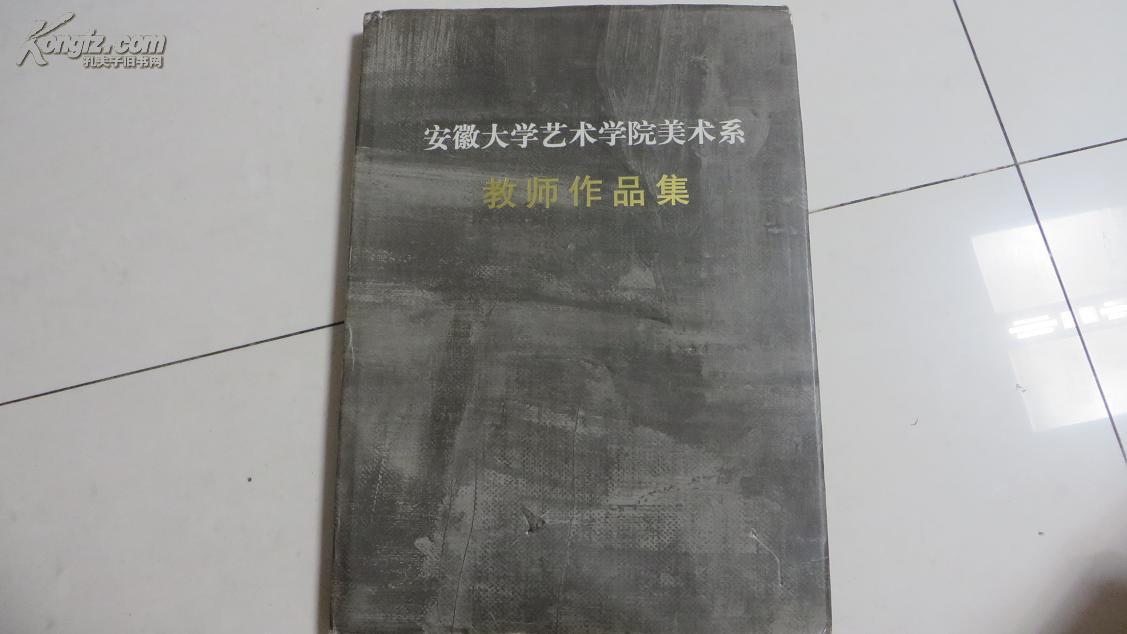 Kongfz.com
孔夫子旧书网
安徽大学艺术学院美术系
教师作品集